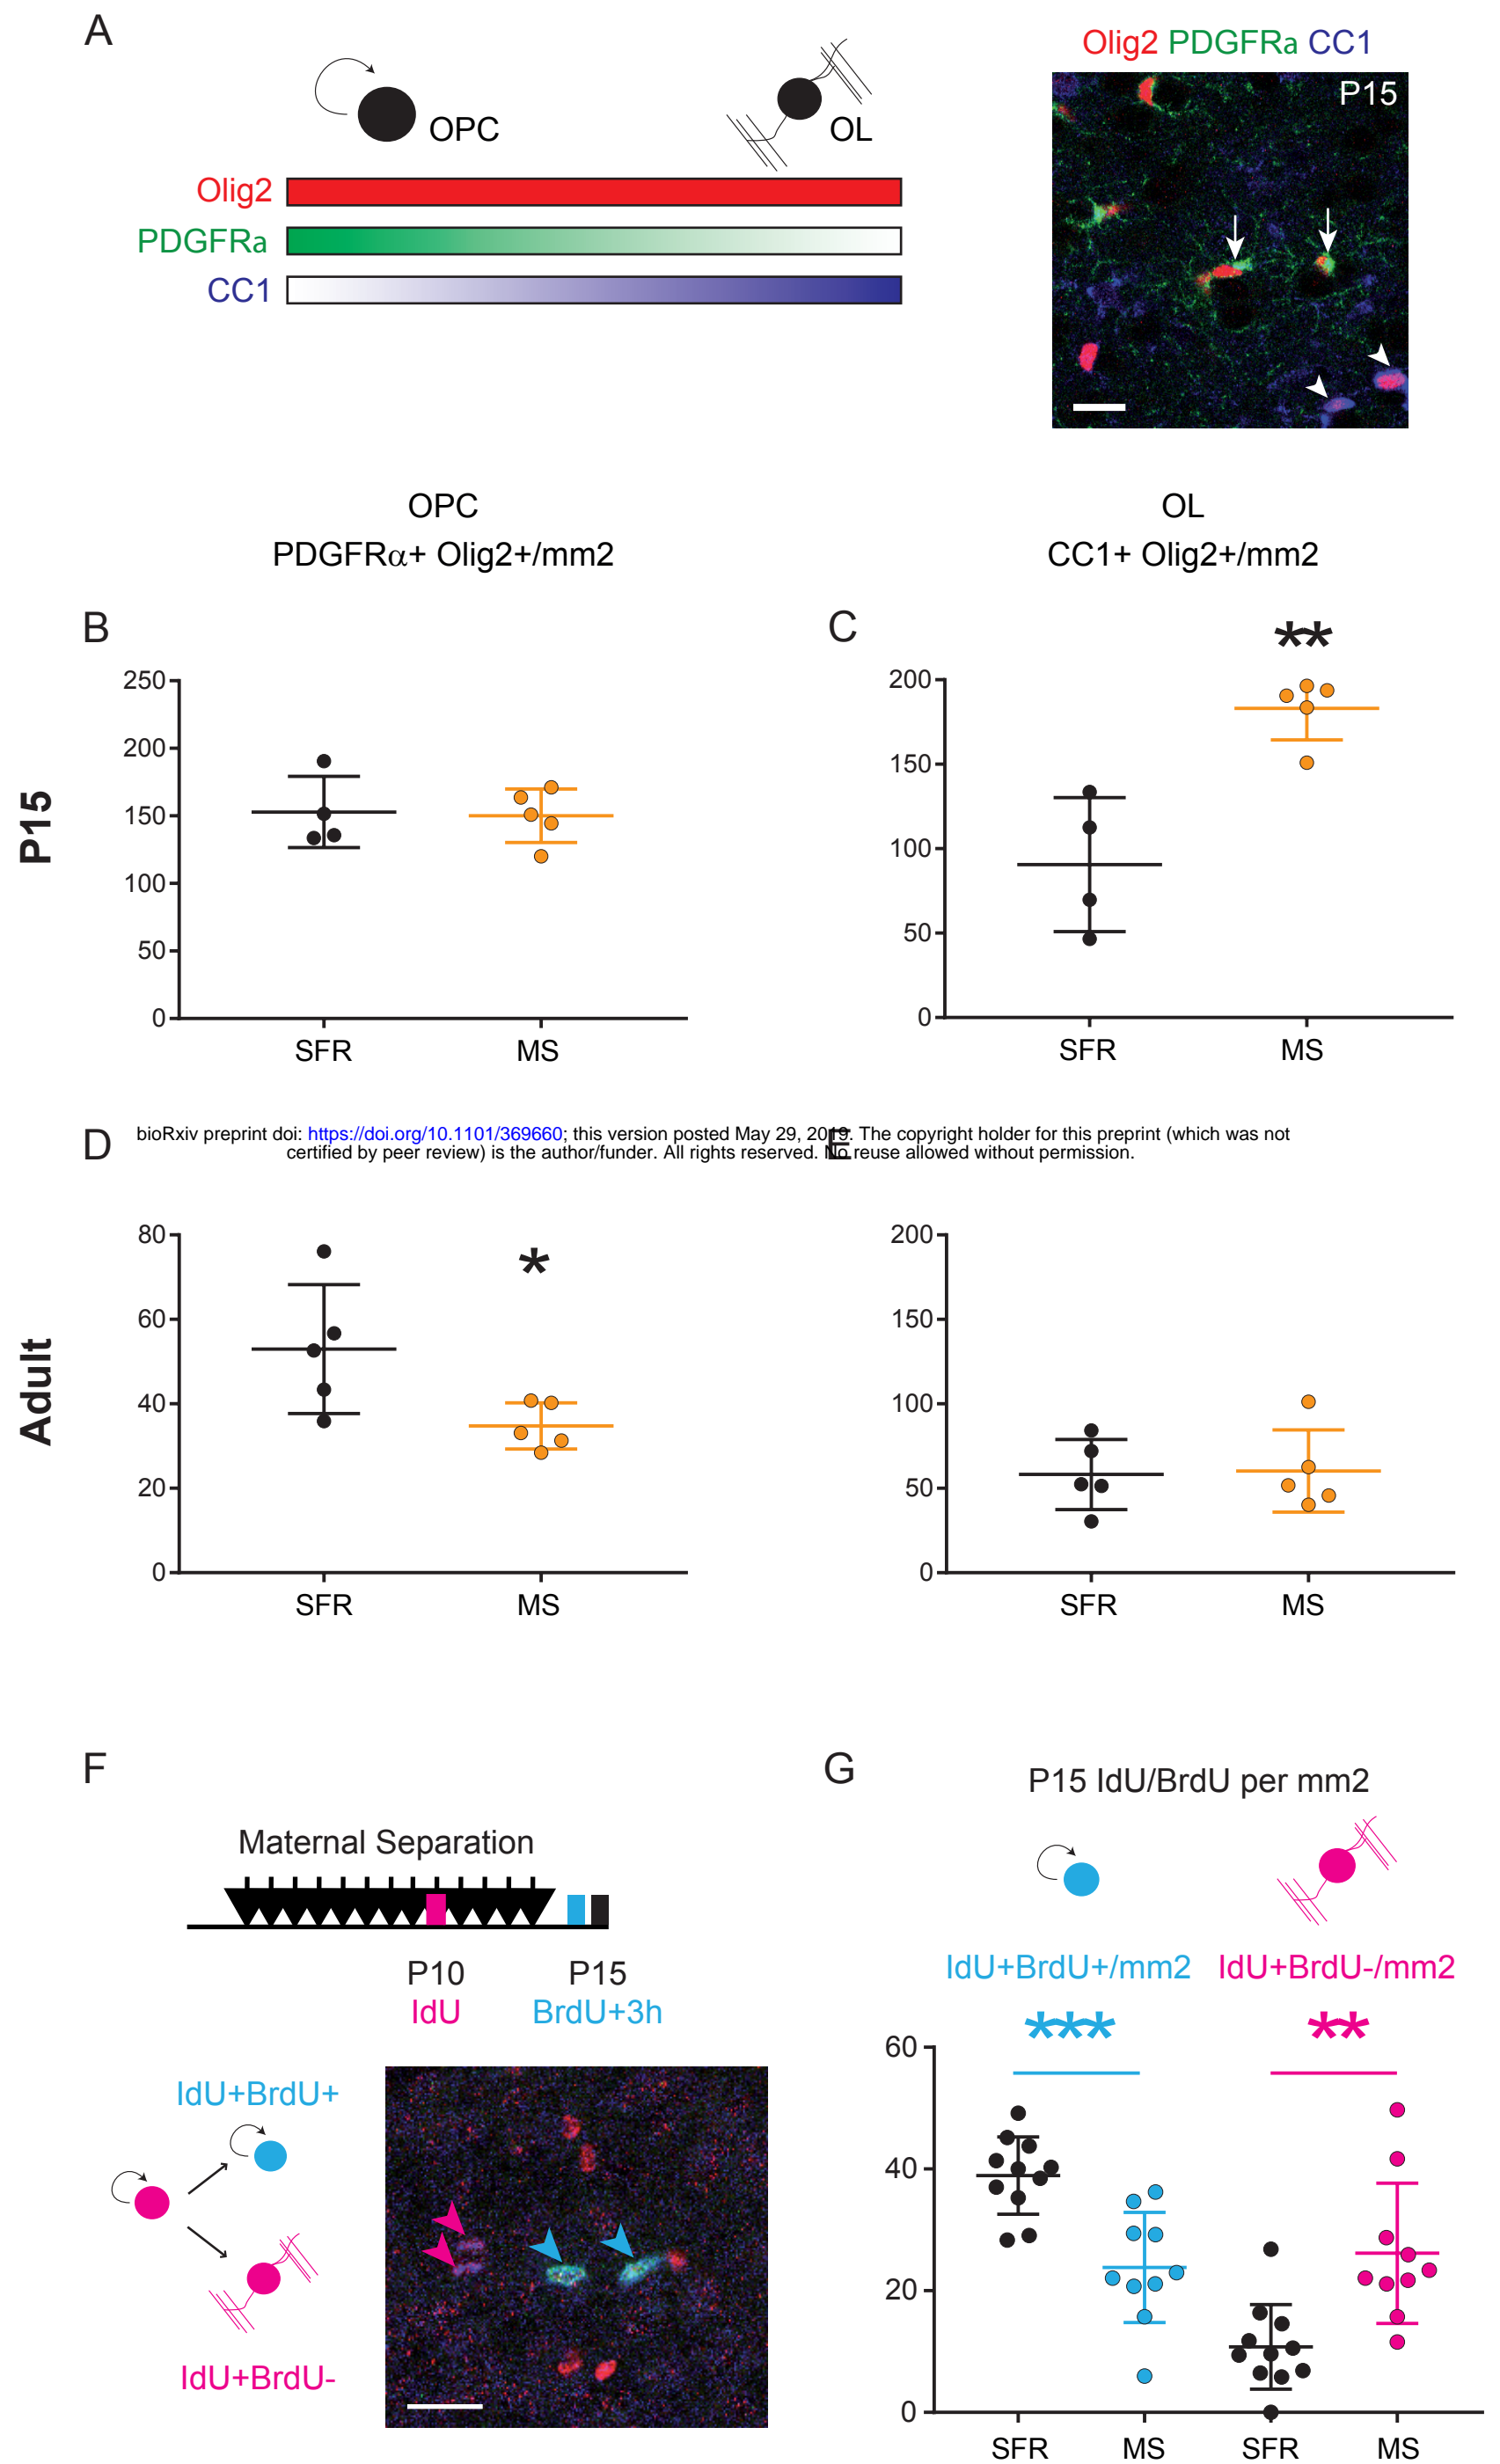 A
OPC
OL
Olig2
PDGFRa
CC1
Olig2 PDGFRa CC1
P15
OPC
PDGFRα+ Olig2+/mm2
OL
CC1+ Olig2+/mm2
P15
B
250
200
150
100
50
0
SFR
MS
C
**
200
150
100
50
0
SFR
MS
bioRxiv preprint doi: https://doi.org/10.1101/369660; this version posted May 29, 2019. The copyright holder for this preprint (which was not
certified by peer review) is the author/funder. All rights reserved. No reuse allowed without permission.
Adult
D
80
60
40
20
0
*
SFR
MS
E
200
150
100
50
0
SFR
MS
F
Maternal Separation
P10
IdU
P15
BrdU+3h
IdU+BrdU+
IdU+BrdU-
G
P15 IdU/BrdU per mm2
IdU+BrdU+/mm2
IdU+BrdU-/mm2
***
**
60
40
20
0
SFR
MS
SFR
MS